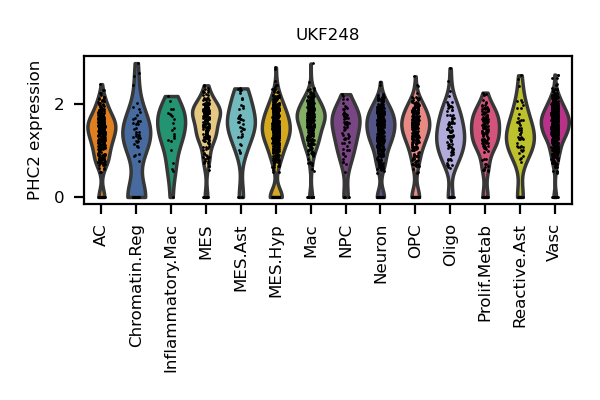 UKF248
PHC2 expression
2
0
AC
Chromatin.Reg
Inflammatory.Mac
MES
MES.Ast
MES.Hyp
Mac
NPC
Neuron
OPC
Oligo
Prolif.Metab
Reactive.Ast
Vasc